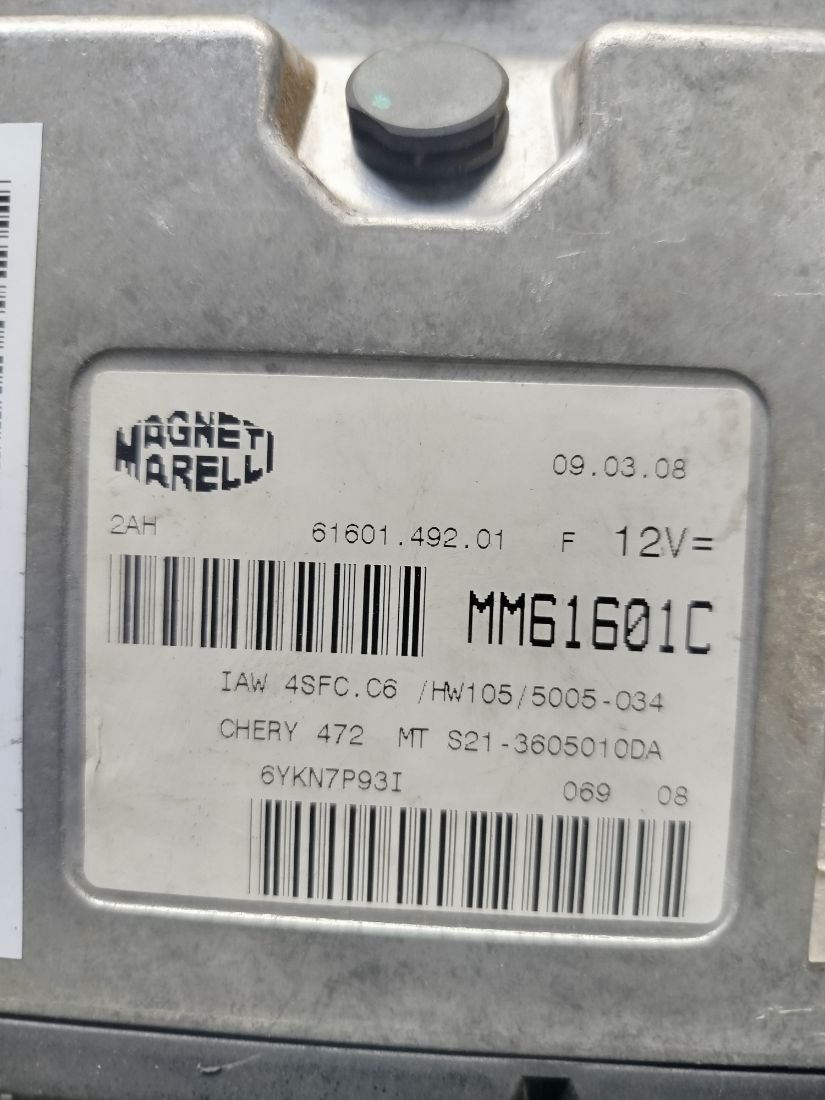 MAGNETI
MARELLI
09.03.08
2AH 61601.492.01 F 12V=
MM61601C
IAW 4SFC.C6 /HW105/5005-034
CHERY 472 MT S21-3605010DA
6YKN7P93I 069 08